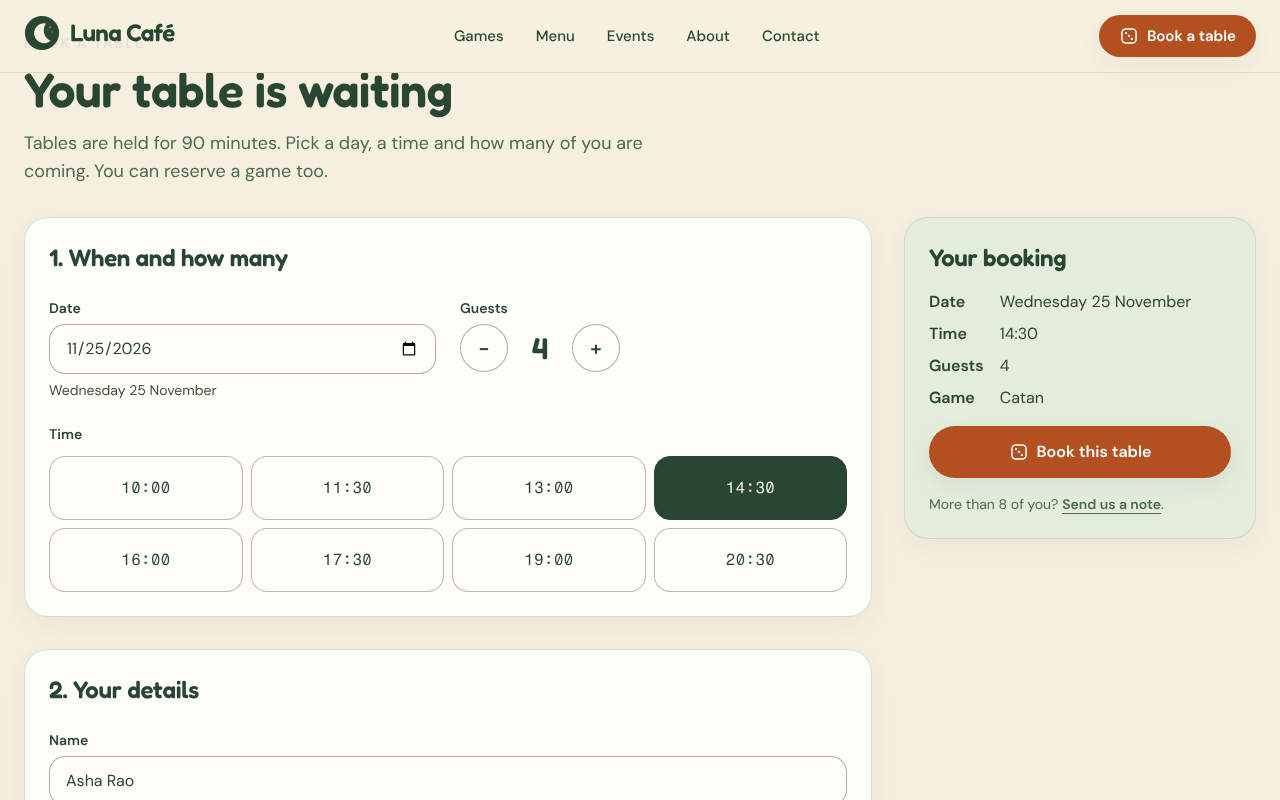 Luna Café
Games
Menu
Events
About
Contact
Book a table
Your table is waiting
Tables are held for 90 minutes. Pick a day, a time and how many of you are
coming. You can reserve a game too.
1. When and how many
Date
Guests
11/25/2026
−
4
+
Wednesday 25 November
Time
10:00
11:30
13:00
14:30
16:00
17:30
19:00
20:30
2. Your details
Name
Asha Rao
Your booking
Date Wednesday 25 November
Time 14:30
Guests 4
Game Catan
Book this table
More than 8 of you? Send us a note.